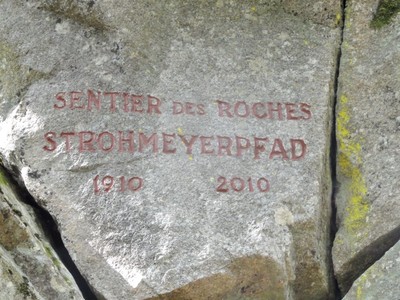 SENTIER DES ROCHES
STROHMEYERPFAD
1910 2010